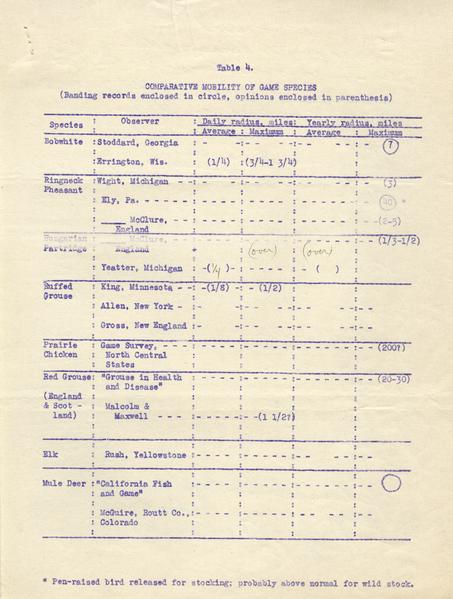 Table 4.
COMPARATIVE MOBILITY OF GAME SPECIES
(Banding records enclosed in circle, opinions enclosed in parenthesis)
Species : Observer : Daily radius, miles: Yearly radius, miles
Average : Maximum : Average : Maximum
Bobwhite : Stoddard, Georgia 7
Errington, Wis. (1/4) (3/4-1 3/4)
Ringneck Pheasant : Wight, Michigan (3)
Ely, Pa. 40 *
McClure, England (2-5)
Hungarian Partridge : McClure, England (over) (over) (1/3-1/2)
Yeatter, Michigan (1/4) ( )
Ruffed Grouse : King, Minnesota (1/8) (1/2)
Allen, New York
Gross, New England
Prairie Chicken : Game Survey, North Central States (200?)
Red Grouse (England & Scotland) : "Grouse in Health and Disease" (20-30)
Malcolm & Maxwell (1 1/2?)
Elk : Rush, Yellowstone
Mule Deer : "California Fish and Game"
McGuire, Routt Co., Colorado
* Pen-raised bird released for stocking; probably above normal for wild stock.